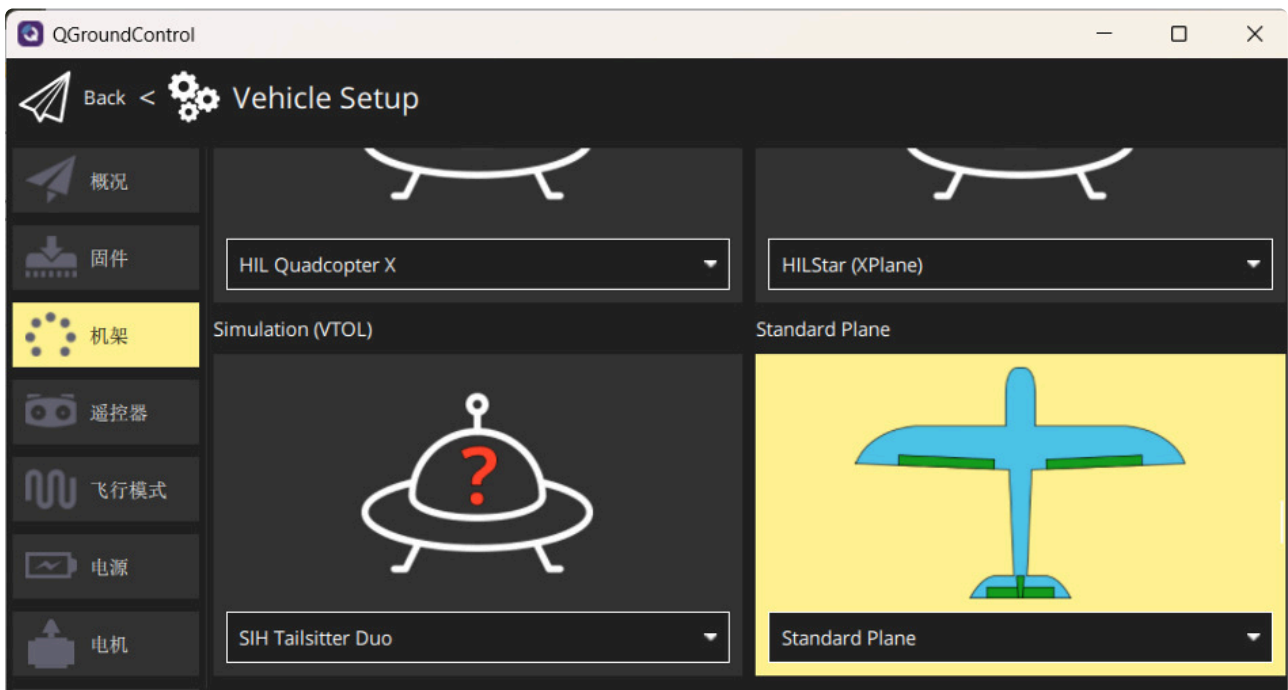 QGroundControl
Back < Vehicle Setup
概况
固件
机架
遥控器
飞行模式
电源
电机
HIL Quadcopter X
HILStar (XPlane)
Simulation (VTOL)
Standard Plane
?
SIH Tailsitter Duo
Standard Plane